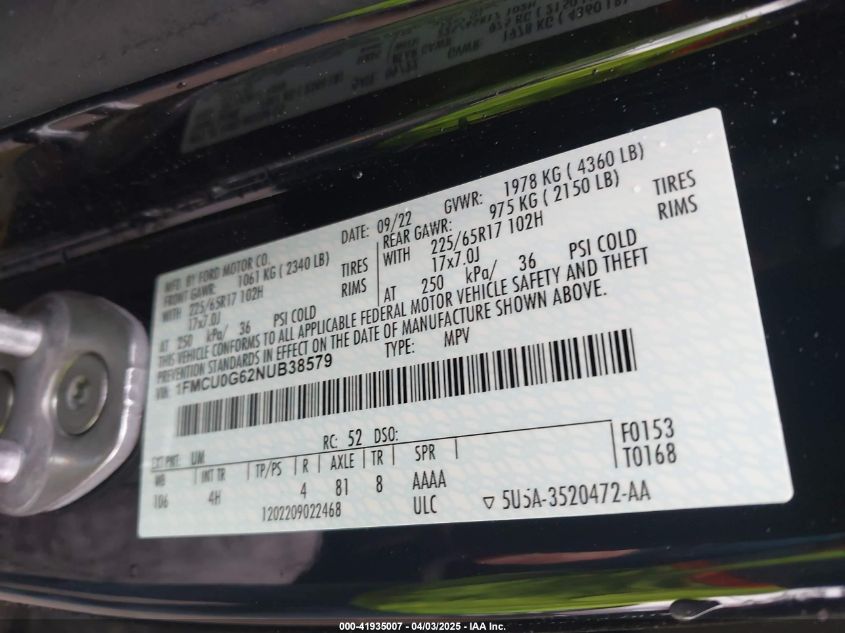 MFD. BY FORD MOTOR CO.
DATE: 09/22
GVWR: 1978 KG ( 4360 LB)
FRONT GAWR: 1061 KG ( 2340 LB)
REAR GAWR: 975 KG ( 2150 LB)
WITH 225/65R17 102H TIRES
WITH 225/65R17 102H TIRES
17x7.0J RIMS
17x7.0J RIMS
AT 250 kPa/ 36 PSI COLD
AT 250 kPa/ 36 PSI COLD
THIS VEHICLE CONFORMS TO ALL APPLICABLE FEDERAL MOTOR VEHICLE SAFETY AND THEFT
PREVENTION STANDARDS IN EFFECT ON THE DATE OF MANUFACTURE SHOWN ABOVE.
VIN: 1FMCU0G62NUB38579
TYPE: MPV
EXT PNT: UM RC: 52 DSO:
WB INT TR TP/PS R AXLE TR SPR
106 4H 4 81 8 AAAA
1202209022468 ULC
F0153
T0168
▽ 5U5A-3520472-AA
000-41935007 - 04/03/2025 - IAA Inc.